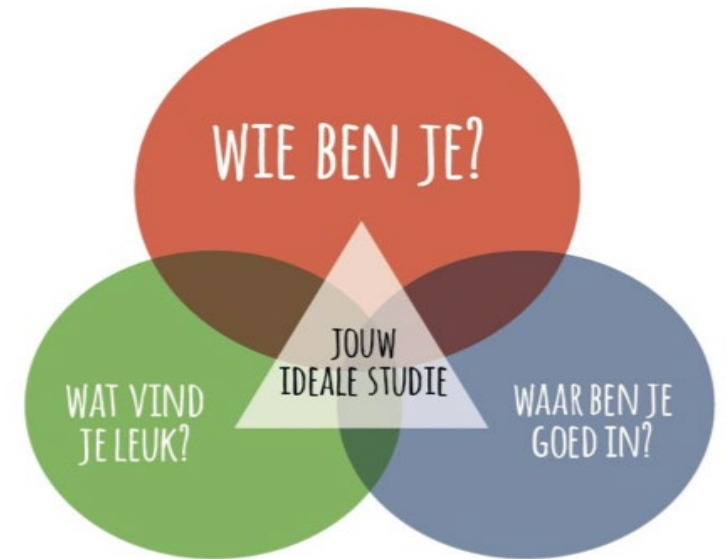 WIE BEN JE?
JOUW
IDEALE STUDIE
WAT VIND
JE LEUK?
WAAR BEN JE
GOED IN?